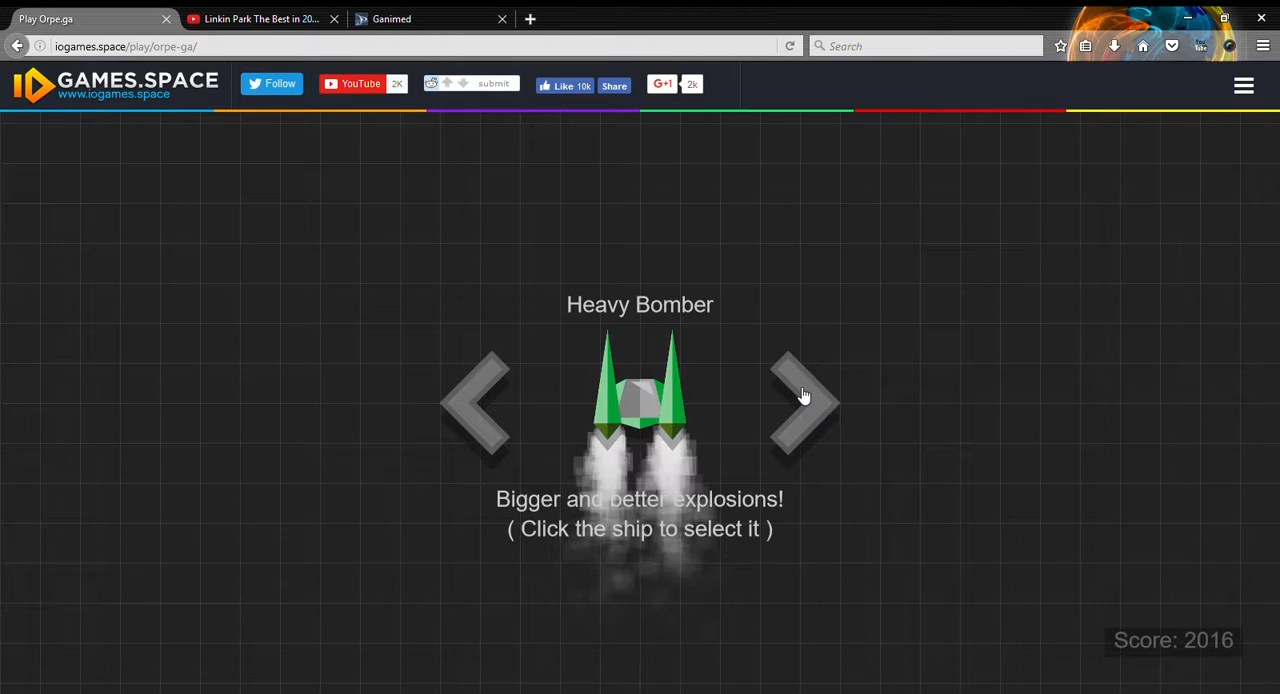 Play Orpe.ga
Linkin Park The Best in 20...
Ganimed
iogames.space/play/orpe-ga/
Search
You
Tube
GAMES.SPACE
www.iogames.space
Follow
YouTube 2K
submit
Like 10k
Share
G+1 2k
Heavy Bomber
Bigger and better explosions!
( Click the ship to select it )
Score: 2016